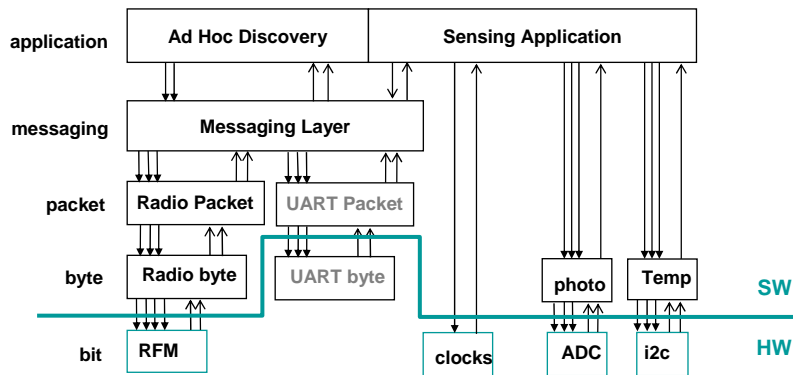 application
Ad Hoc Discovery
Sensing Application
messaging
Messaging Layer
packet
Radio Packet
UART Packet
byte
Radio byte
UART byte
photo
Temp
SW
bit
RFM
clocks
ADC
i2c
HW